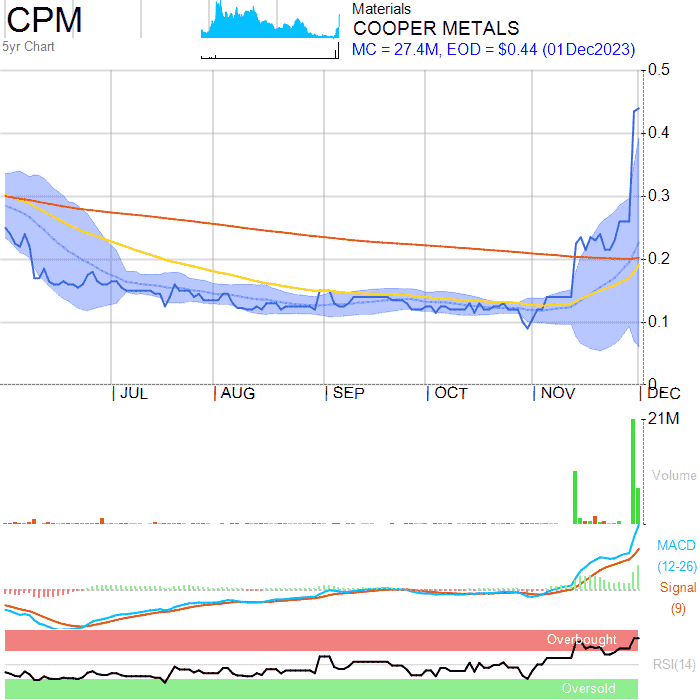 CPM
5yr Chart
Materials
COOPER METALS
MC = 27.4M, EOD = $0.44 (01Dec2023)
0.5
0.4
0.3
0.2
0.1
0
JUL AUG SEP OCT NOV DEC
21M
Volume
MACD
(12-26)
Signal
(9)
Overbought
RSI(14)
Oversold